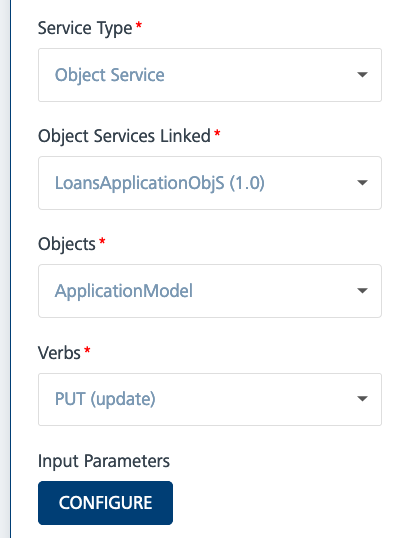 Service Type*
Object Service
Object Services Linked*
LoansApplicationObjS (1.0)
Objects*
ApplicationModel
Verbs*
PUT (update)
Input Parameters
CONFIGURE